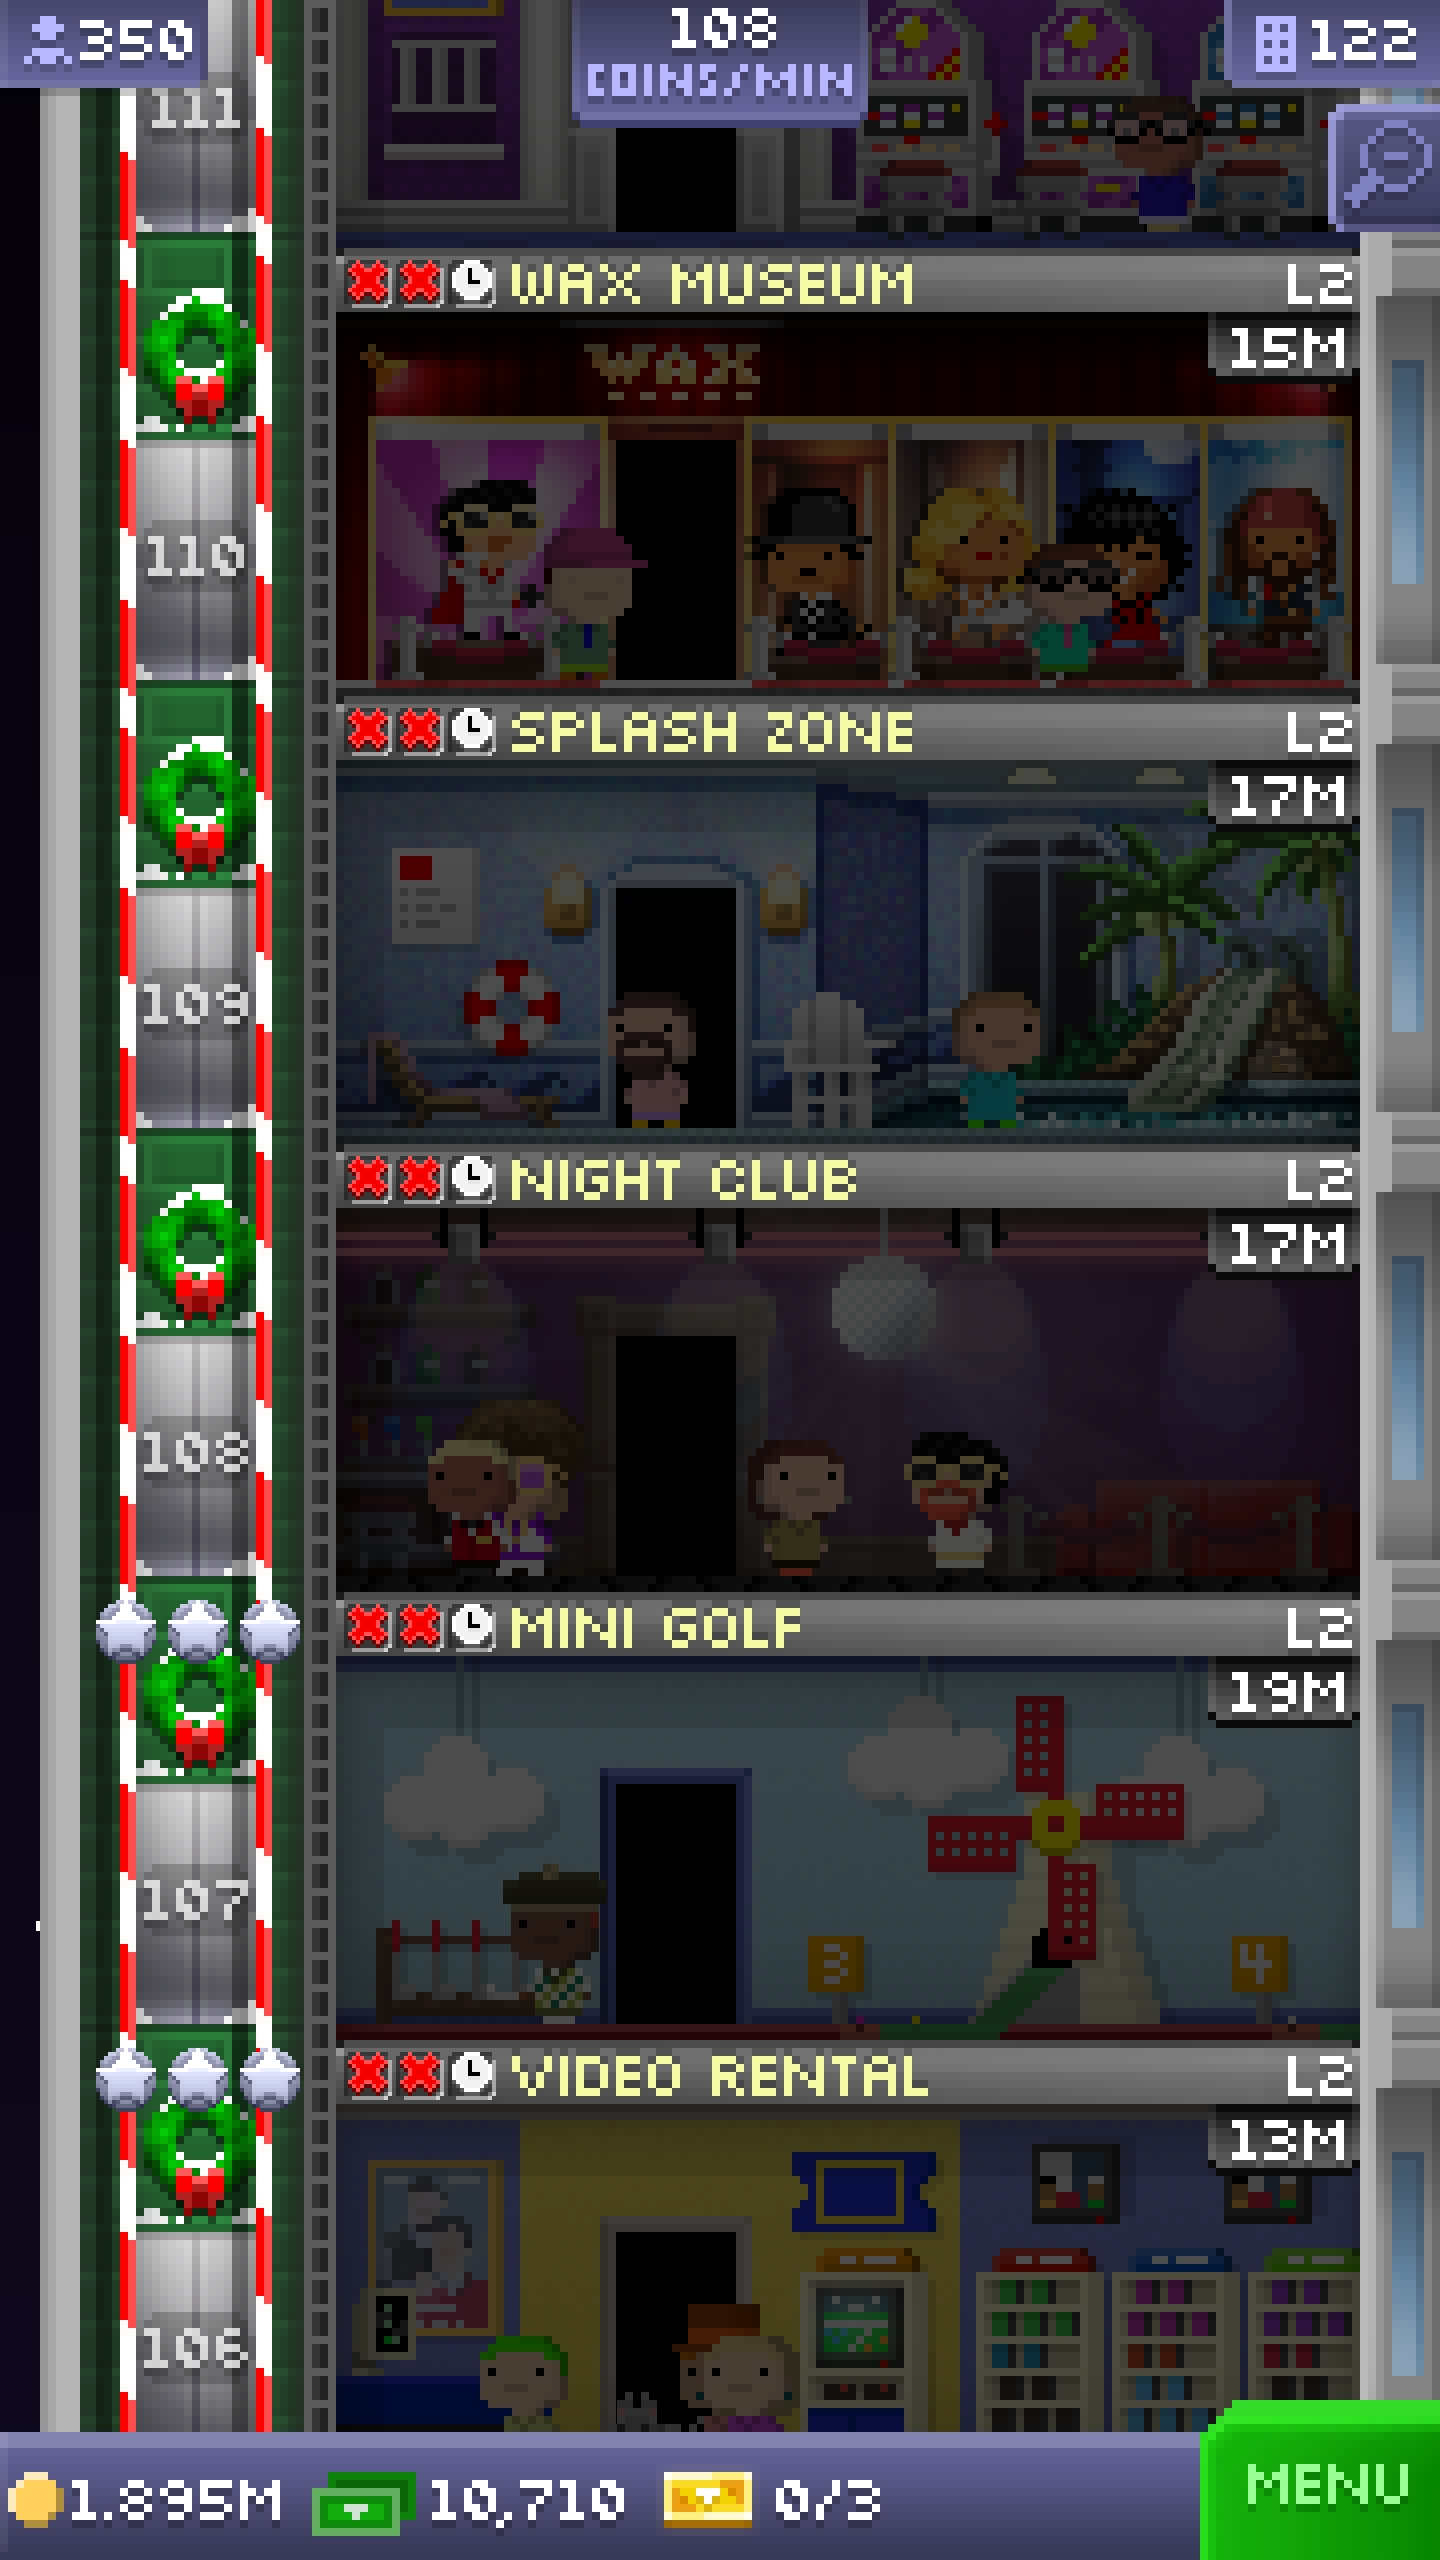 350
108
COINS/MIN
122
111
WAX MUSEUM L2
15M
WAX
110
SPLASH ZONE L2
17M
109
NIGHT CLUB L2
17M
108
MINI GOLF L2
19M
107
3
4
VIDEO RENTAL L2
13M
106
1.895M 10,710 0/3
MENU